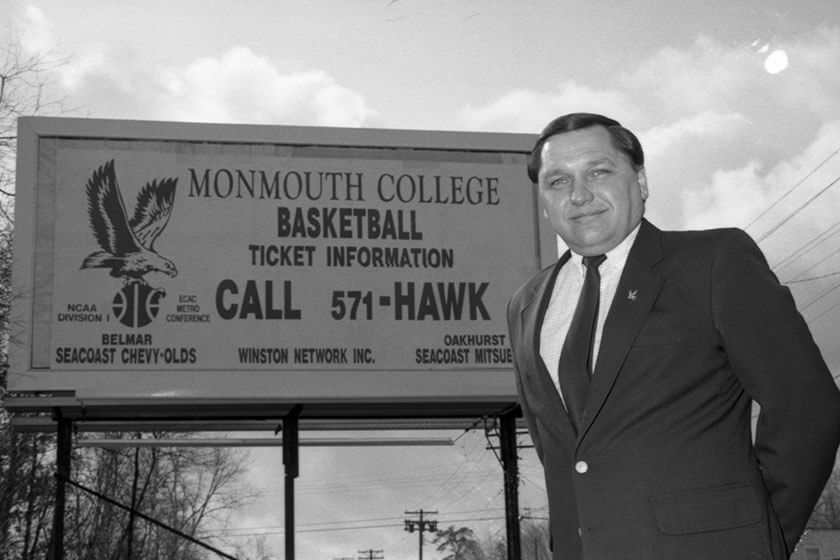 MONMOUTH COLLEGE
BASKETBALL
TICKET INFORMATION
CALL 571-HAWK
NCAA
DIVISION I
ECAC
METRO
CONFERENCE
BELMAR
SEACOAST CHEVY-OLDS
WINSTON NETWORK INC.
OAKHURST
SEACOAST